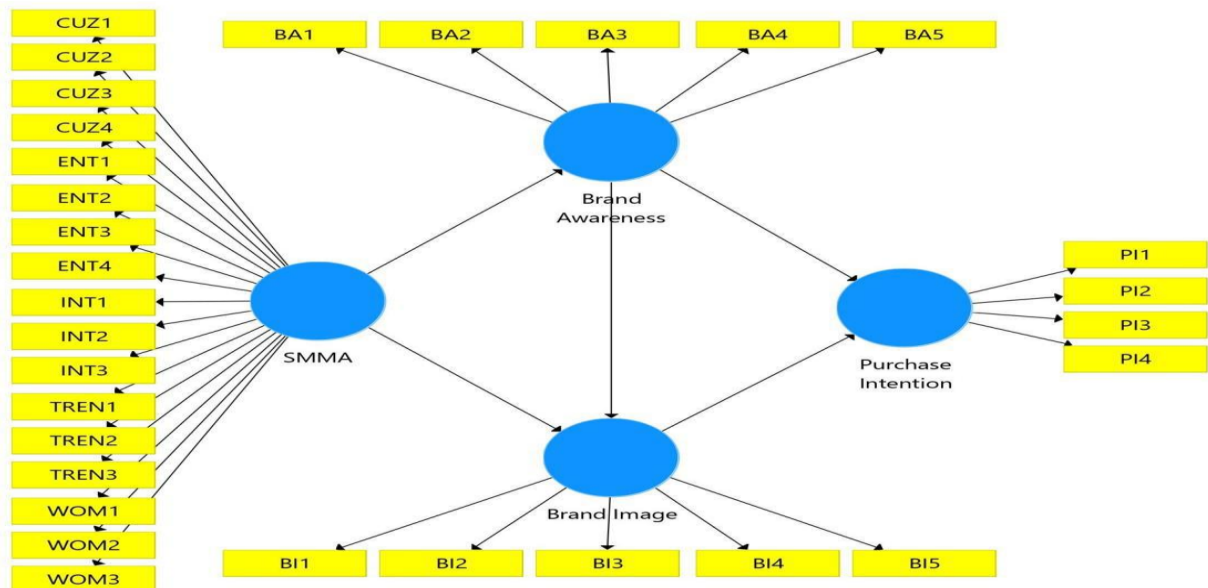 CUZ1
CUZ2
CUZ3
CUZ4
ENT1
ENT2
ENT3
ENT4
INT1
INT2
INT3
TREN1
TREN2
TREN3
WOM1
WOM2
WOM3
SMMA
BA1
BA2
BA3
BA4
BA5
Brand
Awareness
Brand Image
BI1
BI2
BI3
BI4
BI5
Purchase
Intention
PI1
PI2
PI3
PI4